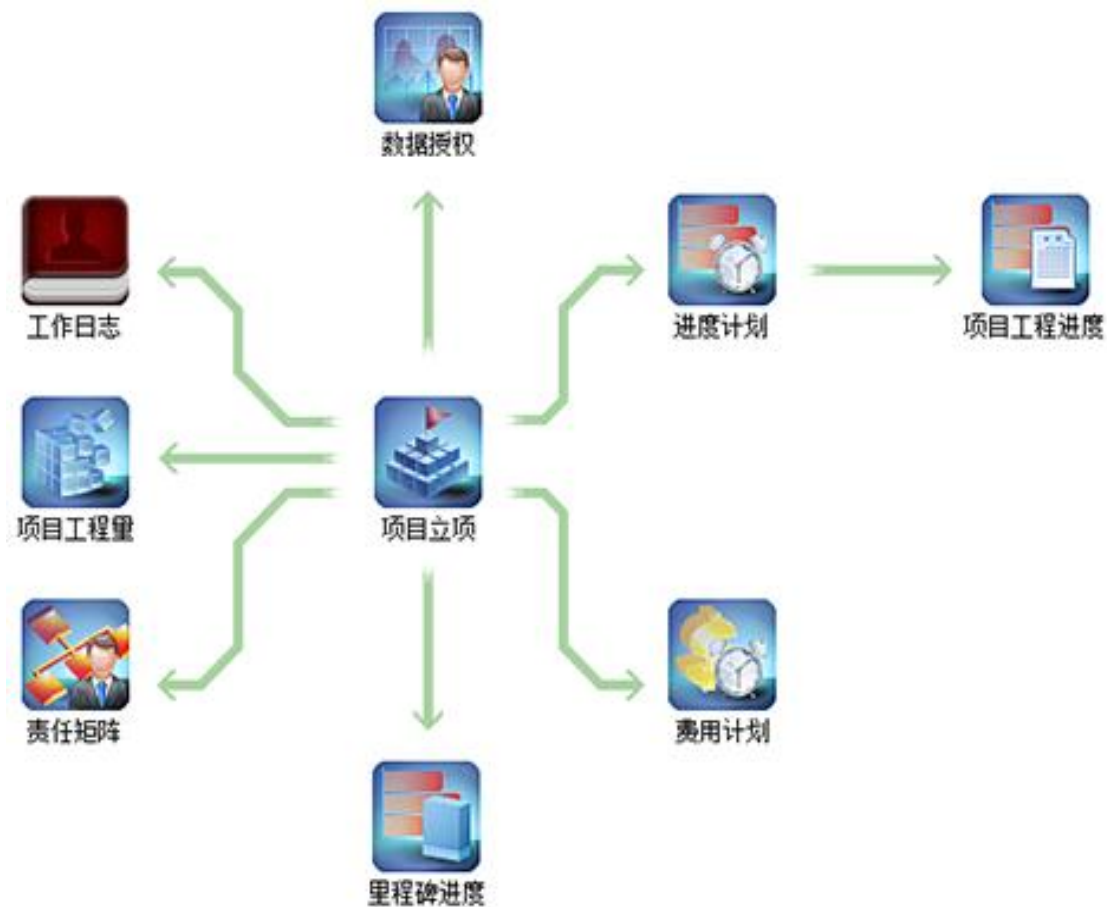 数据授权
工作日志
进度计划
项目工程进度
项目工程量
项目立项
责任矩阵
费用计划
里程碑进度